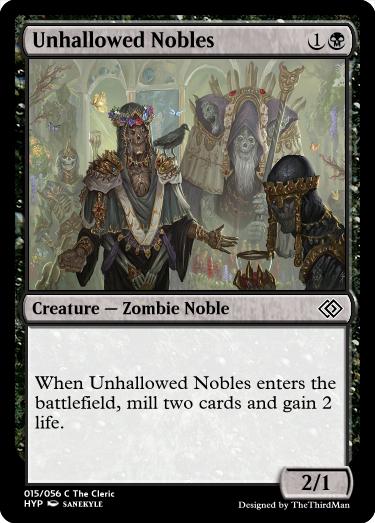 Unhallowed Nobles 1
Creature — Zombie Noble
When Unhallowed Nobles enters the
battlefield, mill two cards and gain 2
life.
2/1
015/056 C The Cleric
HYP SANEKYLE
Designed by TheThirdMan